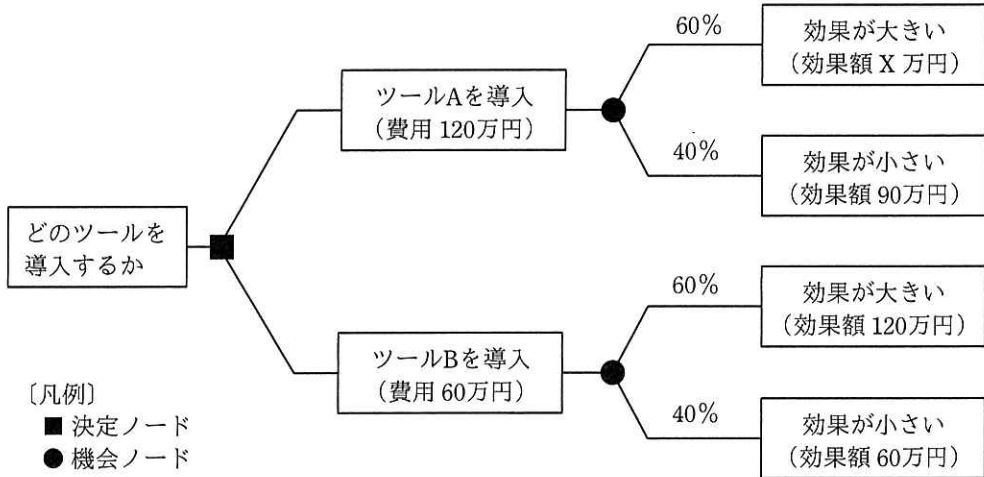 どのツールを
導入するか
ツールAを導入
(費用 120万円)
60%
効果が大きい
(効果額 X 万円)
40%
効果が小さい
(効果額 90万円)
ツールBを導入
(費用 60万円)
60%
効果が大きい
(効果額 120万円)
40%
効果が小さい
(効果額 60万円)
〔凡例〕
■ 決定ノード
● 機会ノード